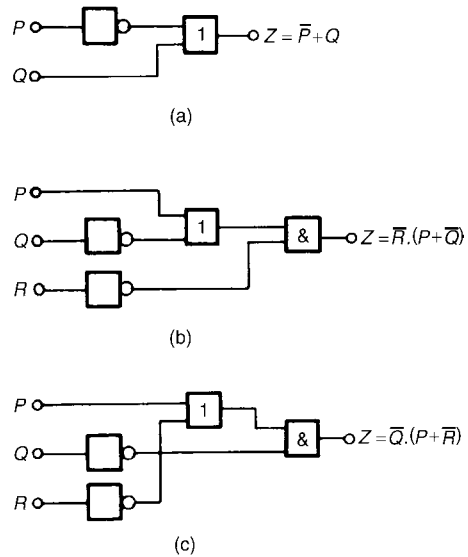 P
1
Z = P̅ + Q
Q
(a)
P
Q
1
&
Z = R̅.(P + Q̅)
R
(b)
P
1
Q
&
Z = Q̅.(P + R̅)
R
(c)